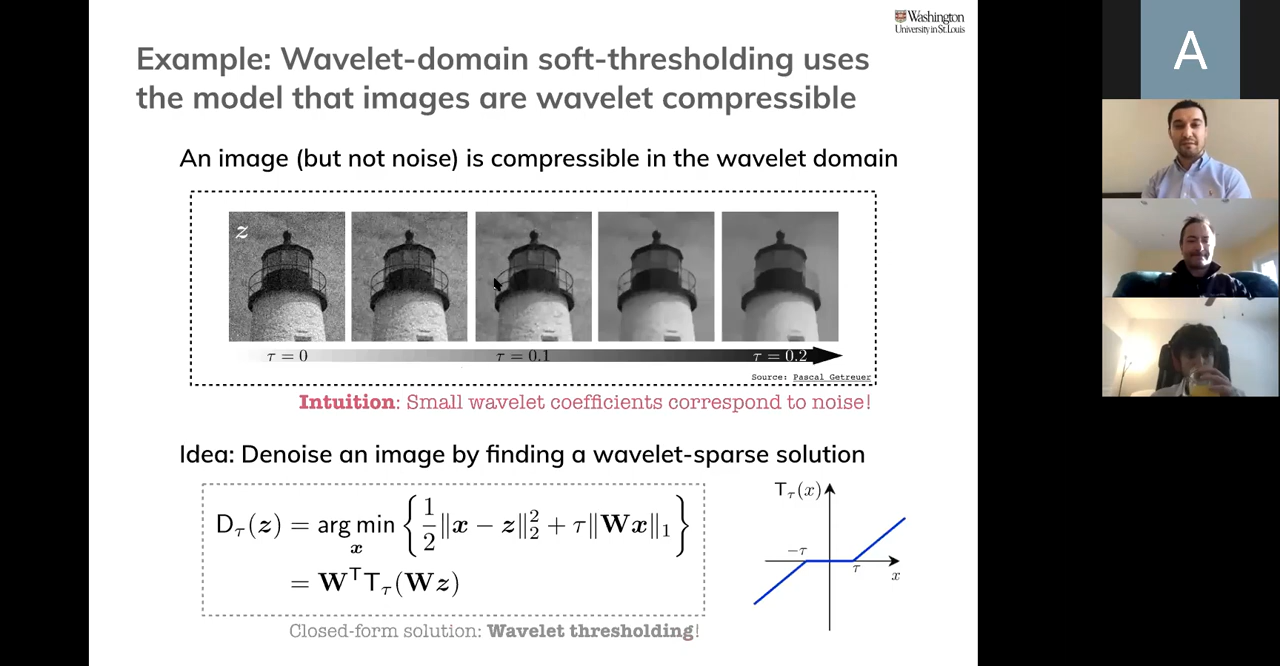 Washington
University in St. Louis
Example: Wavelet-domain soft-thresholding uses
the model that images are wavelet compressible
An image (but not noise) is compressible in the wavelet domain
z
τ = 0
τ = 0.1
τ = 0.2
Source: Pascal Getreuer
Intuition: Small wavelet coefficients correspond to noise!
Idea: Denoise an image by finding a wavelet-sparse solution
D_τ(z) = arg min_x { 1/2 ‖x − z‖₂² + τ‖Wx‖₁ }
= WᵀT_τ(Wz)
Closed-form solution: Wavelet thresholding!
T_τ(x)
−τ
τ
x
A